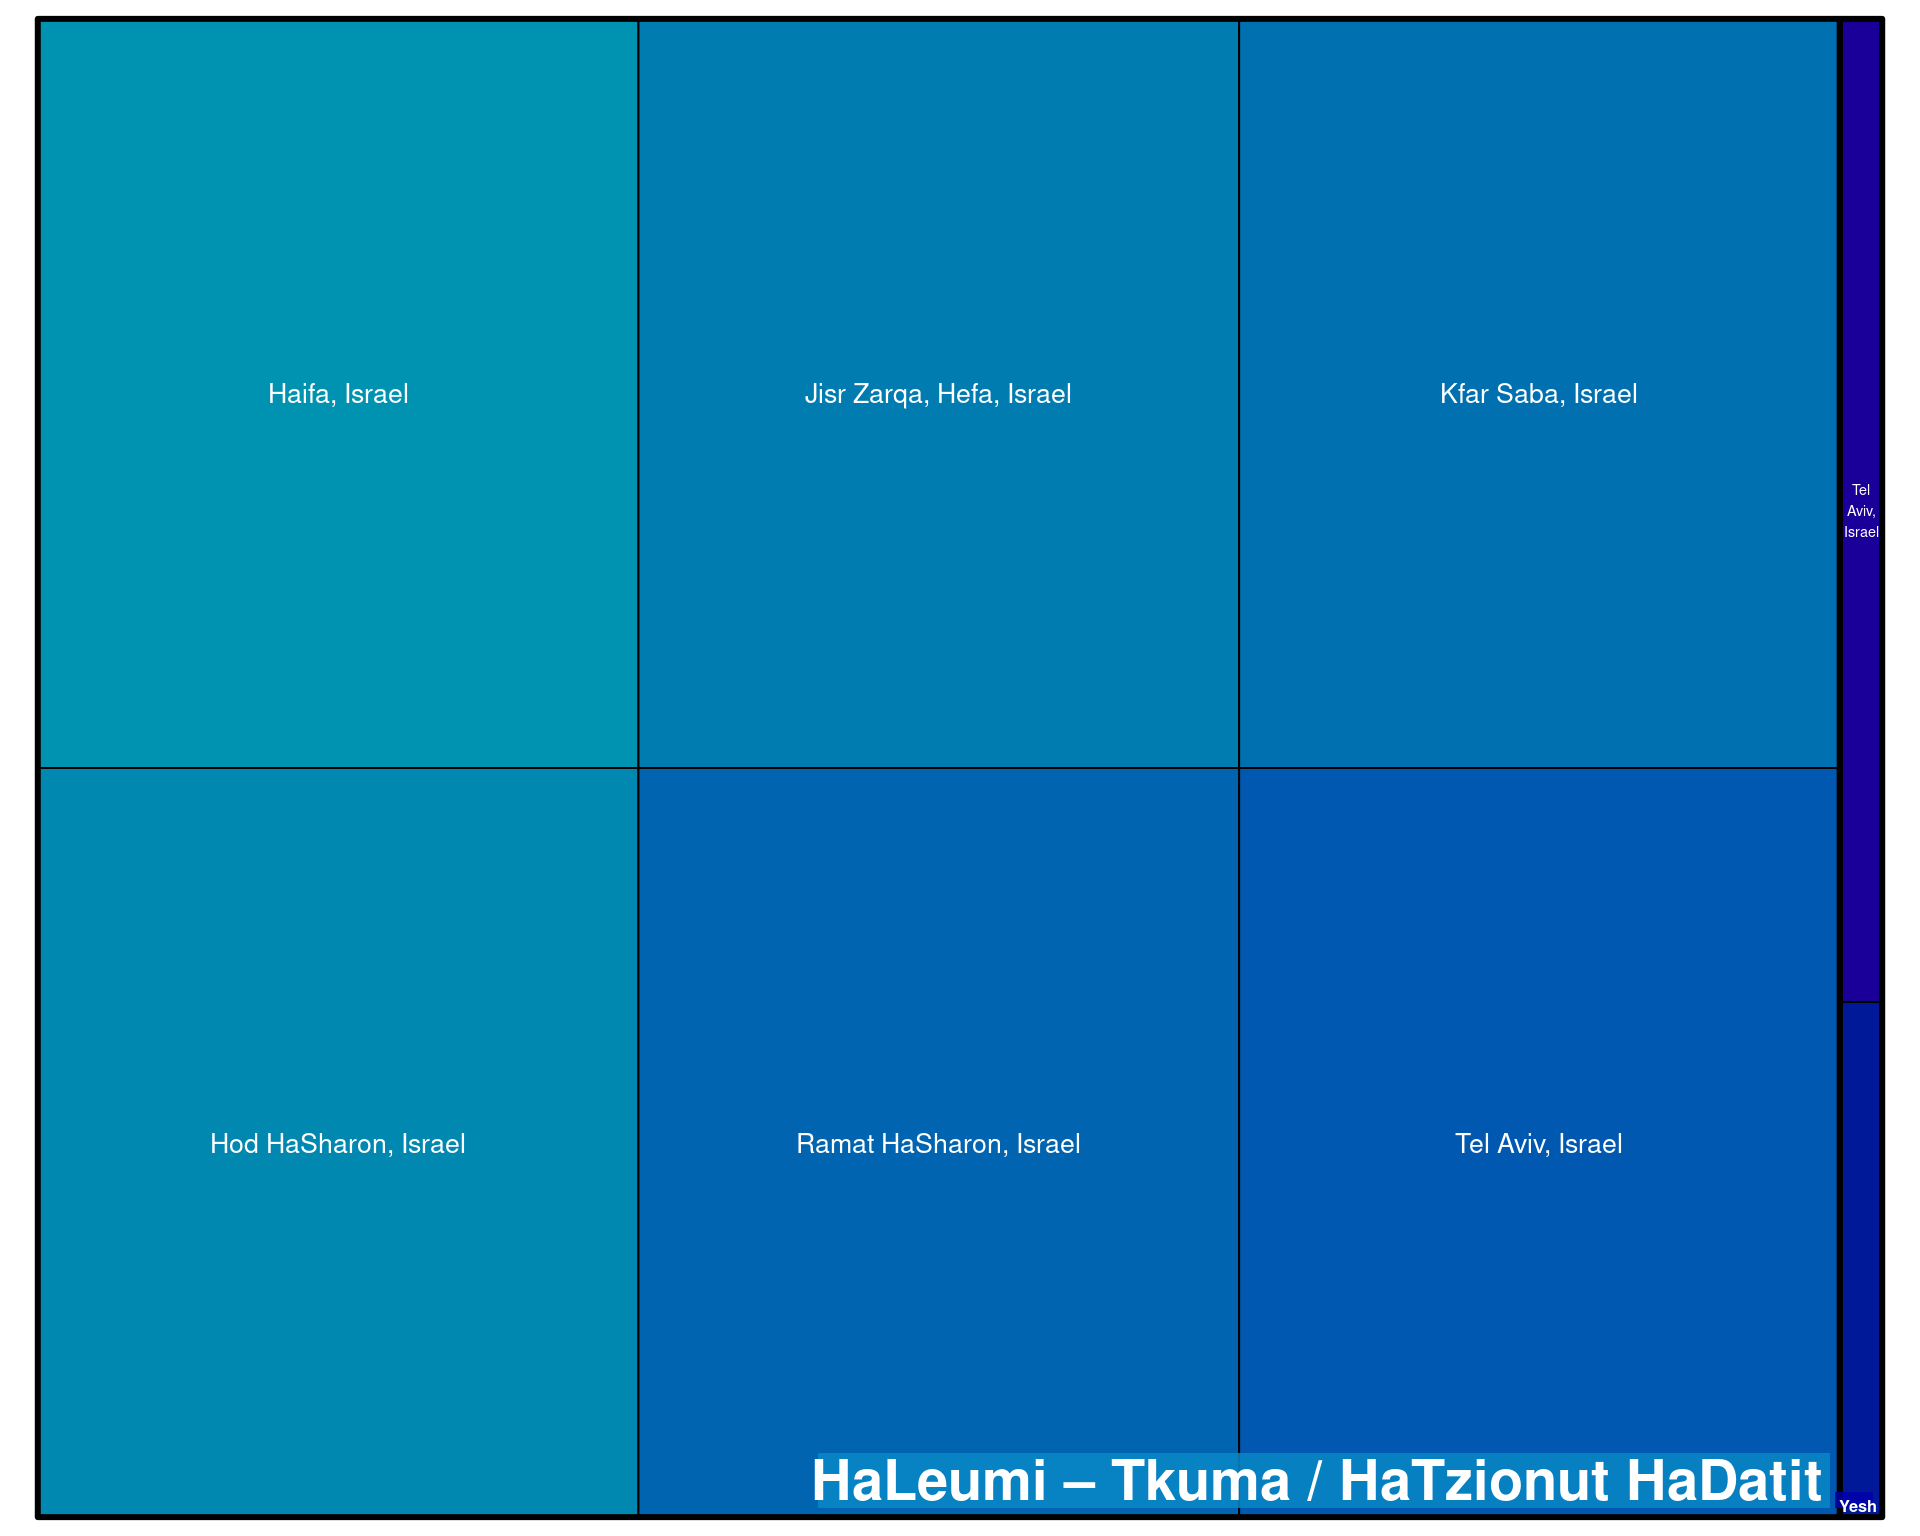 Haifa, Israel
Jisr Zarqa, Hefa, Israel
Kfar Saba, Israel
Tel
Aviv,
Israel
Hod HaSharon, Israel
Ramat HaSharon, Israel
Tel Aviv, Israel
HaLeumi – Tkuma / HaTzionut HaDatit
Yesh